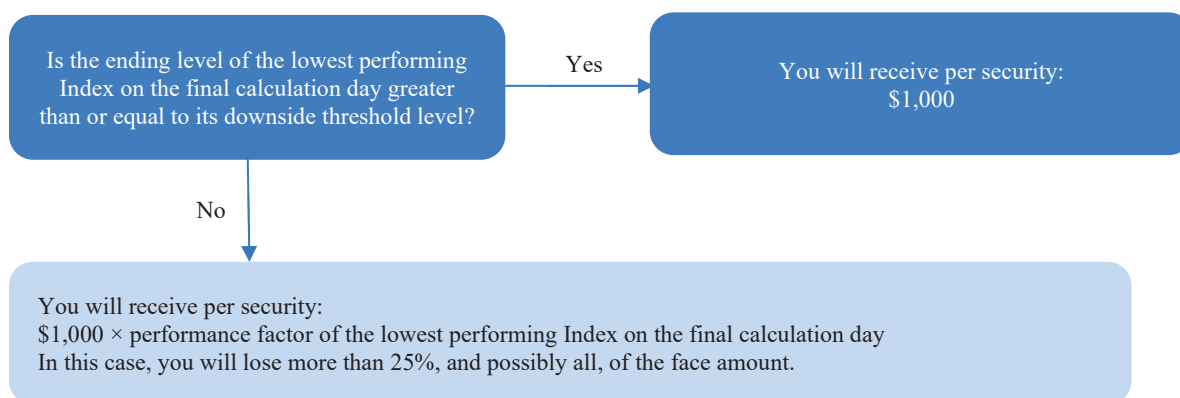 Is the ending level of the lowest performing
Index on the final calculation day greater
than or equal to its downside threshold level?
Yes
You will receive per security:
$1,000
No
You will receive per security:
$1,000 × performance factor of the lowest performing Index on the final calculation day
In this case, you will lose more than 25%, and possibly all, of the face amount.